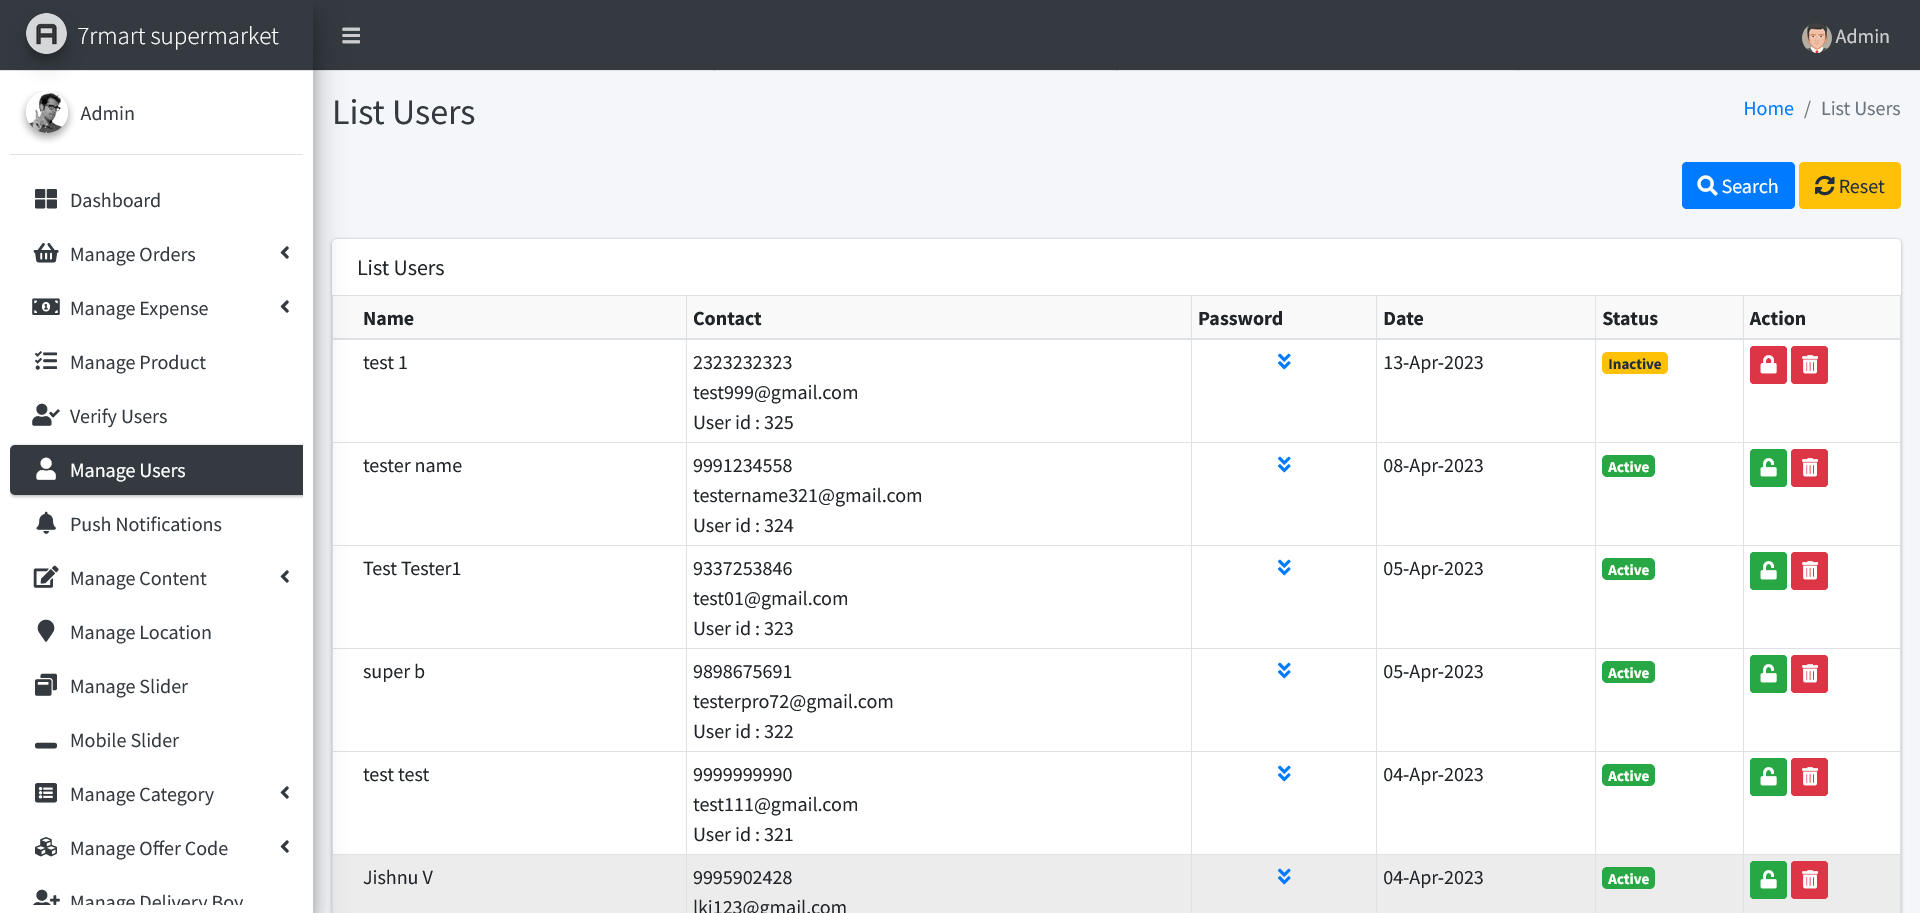 7rmart supermarket
Admin
Admin
Dashboard
Manage Orders
Manage Expense
Manage Product
Verify Users
Manage Users
Push Notifications
Manage Content
Manage Location
Manage Slider
Mobile Slider
Manage Category
Manage Offer Code
Manage Delivery Boy
List Users
Home / List Users
Search Reset
List Users
Name Contact Password Date Status Action
test 1 2323232323 13-Apr-2023 Inactive
test999@gmail.com
User id : 325
tester name 9991234558 08-Apr-2023 Active
testername321@gmail.com
User id : 324
Test Tester1 9337253846 05-Apr-2023 Active
test01@gmail.com
User id : 323
super b 9898675691 05-Apr-2023 Active
testerpro72@gmail.com
User id : 322
test test 9999999990 04-Apr-2023 Active
test111@gmail.com
User id : 321
Jishnu V 9995902428 04-Apr-2023 Active